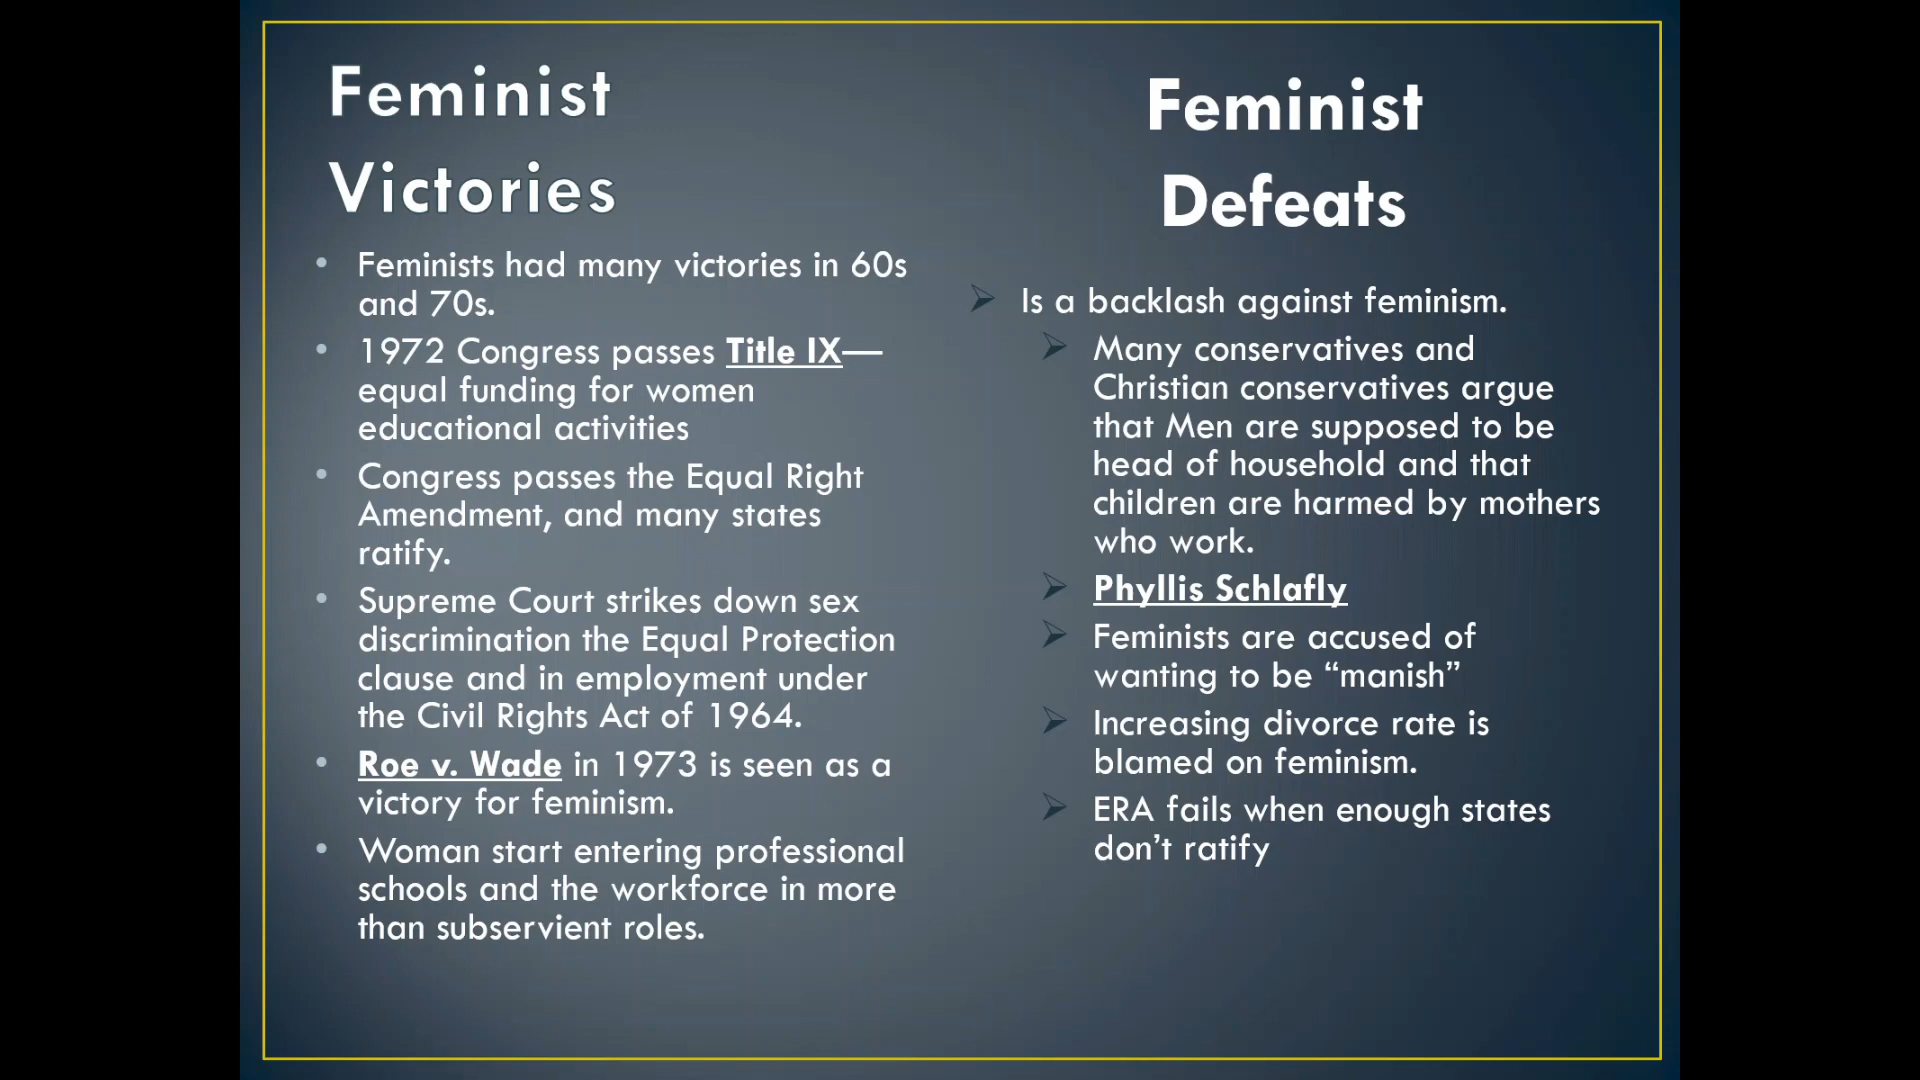 Feminist
Victories
• Feminists had many victories in 60s
and 70s.
• 1972 Congress passes Title IX—
equal funding for women
educational activities
• Congress passes the Equal Right
Amendment, and many states
ratify.
• Supreme Court strikes down sex
discrimination the Equal Protection
clause and in employment under
the Civil Rights Act of 1964.
• Roe v. Wade in 1973 is seen as a
victory for feminism.
• Woman start entering professional
schools and the workforce in more
than subservient roles.
Feminist
Defeats
➢ Is a backlash against feminism.
➢ Many conservatives and
Christian conservatives argue
that Men are supposed to be
head of household and that
children are harmed by mothers
who work.
➢ Phyllis Schlafly
➢ Feminists are accused of
wanting to be “manish”
➢ Increasing divorce rate is
blamed on feminism.
➢ ERA fails when enough states
don’t ratify